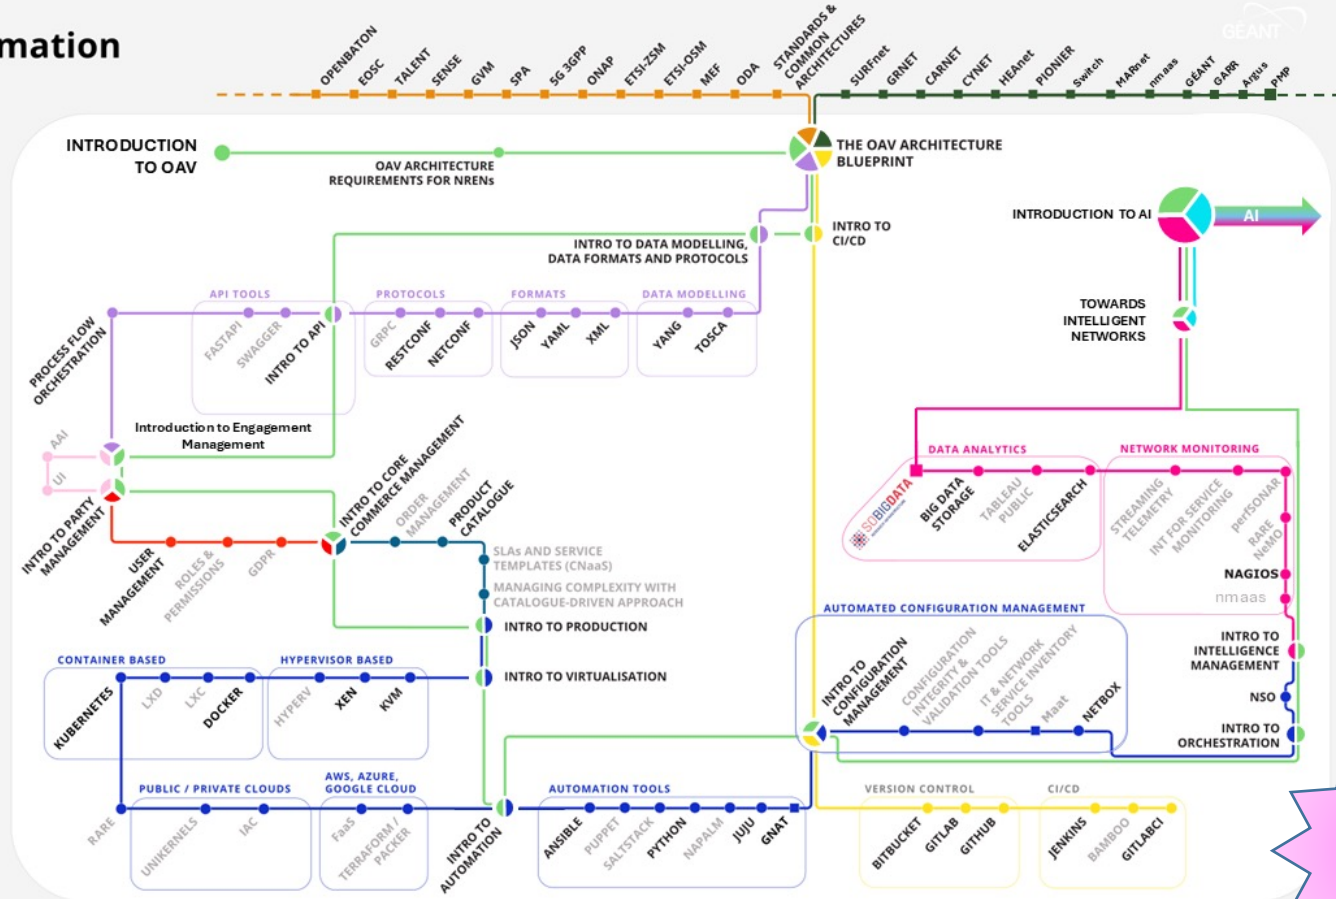 mation
GÉANT
OPENBATON
EOSC
TALENT
SENSE
GVM
SPA
5G 3GPP
ONAP
ETSI-ZSM
ETSI-OSM
MEF
ODA
STANDARDS &
COMMON
ARCHITECTURES
SURFnet
GRNET
CARNET
CYNET
HEAnet
PIONIER
Switch
MARnet
nmaas
GÉANT
GARR
Argus
PMP
INTRODUCTION
TO OAV
OAV ARCHITECTURE
REQUIREMENTS FOR NRENs
THE OAV ARCHITECTURE
BLUEPRINT
INTRODUCTION TO AI
AI
INTRO TO
CI/CD
INTRO TO DATA MODELLING,
DATA FORMATS AND PROTOCOLS
TOWARDS
INTELLIGENT
NETWORKS
API TOOLS
PROTOCOLS
FORMATS
DATA MODELLING
PROCESS FLOW
ORCHESTRATION
FASTAPI
SWAGGER
INTRO TO API
GRPC
RESTCONF
NETCONF
JSON
YAML
XML
YANG
TOSCA
Introduction to Engagement
Management
AAI
UI
INTRO TO PARTY
MANAGEMENT
USER
MANAGEMENT
ROLES &
PERMISSIONS
GDPR
INTRO TO CORE
COMMERCE MANAGEMENT
ORDER
MANAGEMENT
PRODUCT
CATALOGUE
SLAs AND SERVICE
TEMPLATES (CNaaS)
MANAGING COMPLEXITY WITH
CATALOGUE-DRIVEN APPROACH
INTRO TO PRODUCTION
INTRO TO VIRTUALISATION
DATA ANALYTICS
NETWORK MONITORING
SOBIGDATA
BIG DATA
STORAGE
TABLEAU
PUBLIC
ELASTICSEARCH
STREAMING
TELEMETRY
INT FOR SERVICE
MONITORING
perfSONAR
RARE
NeMO
NAGIOS
nmaas
AUTOMATED CONFIGURATION MANAGEMENT
INTRO TO
CONFIGURATION
MANAGEMENT
CONFIGURATION
INTEGRITY &
VALIDATION TOOLS
IT & NETWORK
SERVICE INVENTORY
TOOLS
Maat
NETBOX
INTRO TO
INTELLIGENCE
MANAGEMENT
NSO
INTRO TO
ORCHESTRATION
CONTAINER BASED
HYPERVISOR BASED
KUBERNETES
LXD
LXC
DOCKER
HYPERV
XEN
KVM
PUBLIC / PRIVATE CLOUDS
AWS, AZURE,
GOOGLE CLOUD
AUTOMATION TOOLS
VERSION CONTROL
CI/CD
RARE
UNIKERNELS
IAC
FaaS
TERRAFORM /
PACKER
INTRO TO
AUTOMATION
ANSIBLE
PUPPET
SALTSTACK
PYTHON
NAPALM
JUJU
GNAT
BITBUCKET
GITLAB
GITHUB
JENKINS
BAMBOO
GITLABCI